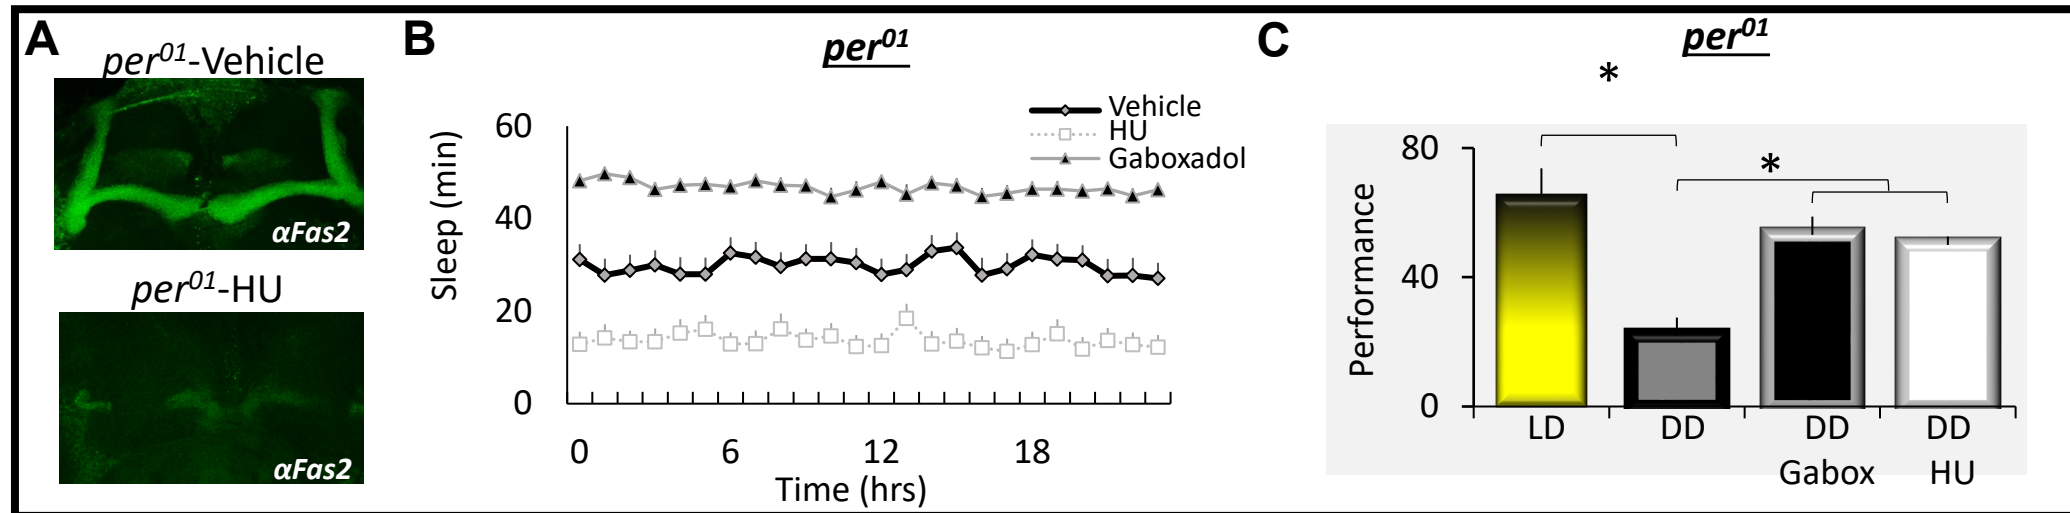 A
per01-Vehicle
αFas2
per01-HU
αFas2
B
per01
Vehicle
HU
Gaboxadol
Sleep (min)
60
40
20
0
0 6 12 18
Time (hrs)
C
per01
*
*
Performance
80
40
0
LD DD DD DD
Gabox HU